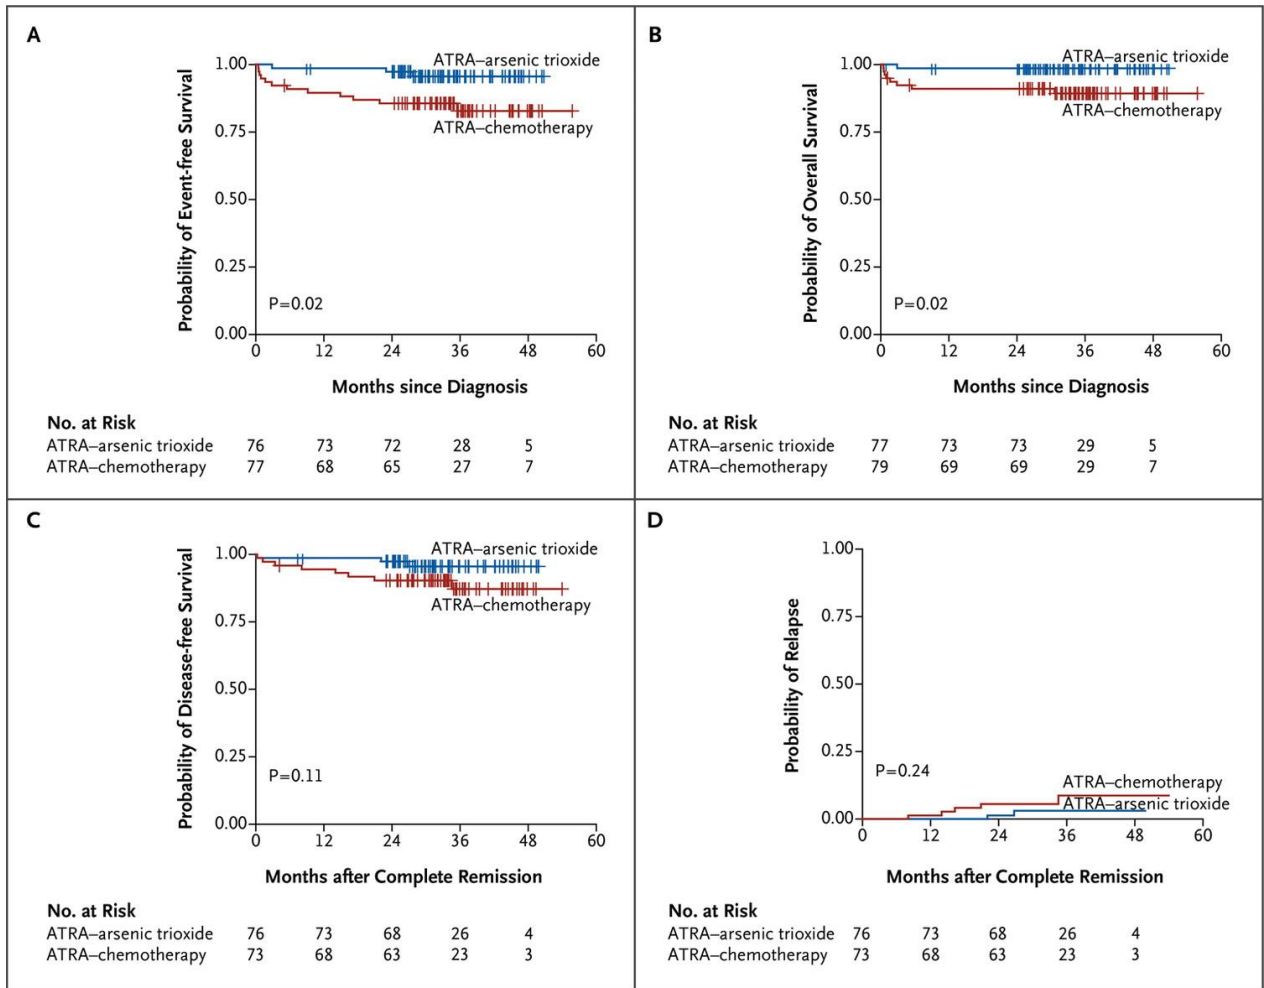 A
ATRA–arsenic trioxide
ATRA–chemotherapy
1.00
0.75
0.50
0.25
0.00
Probability of Event-free Survival
P=0.02
0 12 24 36 48 60
Months since Diagnosis
No. at Risk
ATRA–arsenic trioxide 76 73 72 28 5
ATRA–chemotherapy 77 68 65 27 7
B
ATRA–arsenic trioxide
ATRA–chemotherapy
1.00
0.75
0.50
0.25
0.00
Probability of Overall Survival
P=0.02
0 12 24 36 48 60
Months since Diagnosis
No. at Risk
ATRA–arsenic trioxide 77 73 73 29 5
ATRA–chemotherapy 79 69 69 29 7
C
ATRA–arsenic trioxide
ATRA–chemotherapy
1.00
0.75
0.50
0.25
0.00
Probability of Disease-free Survival
P=0.11
0 12 24 36 48 60
Months after Complete Remission
No. at Risk
ATRA–arsenic trioxide 76 73 68 26 4
ATRA–chemotherapy 73 68 63 23 3
D
1.00
0.75
0.50
0.25
0.00
Probability of Relapse
P=0.24
ATRA–chemotherapy
ATRA–arsenic trioxide
0 12 24 36 48 60
Months after Complete Remission
No. at Risk
ATRA–arsenic trioxide 76 73 68 26 4
ATRA–chemotherapy 73 68 63 23 3